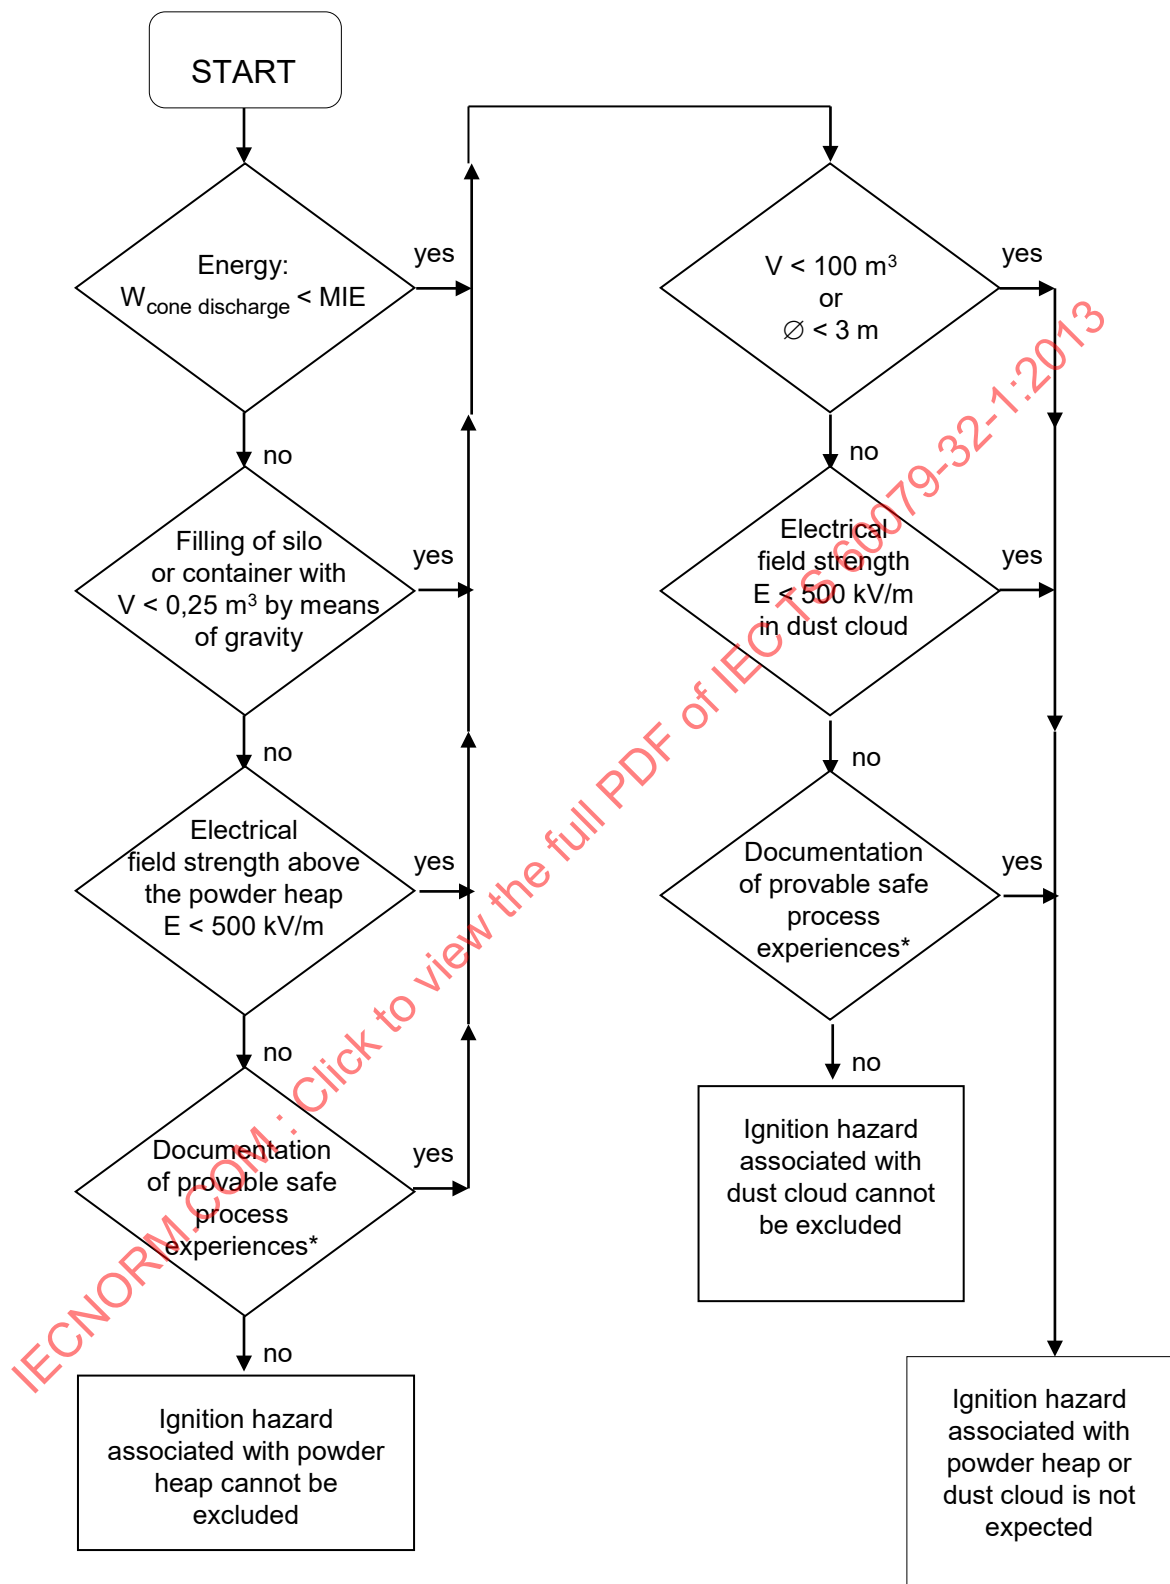 START
Energy:
W cone discharge < MIE
yes
no
Filling of silo
or container with
V < 0,25 m³ by means
of gravity
yes
no
Electrical
field strength above
the powder heap
E < 500 kV/m
yes
no
Documentation
of provable safe
process
experiences*
yes
no
Ignition hazard
associated with powder
heap cannot be
excluded
V < 100 m³
or
∅ < 3 m
yes
no
Electrical
field strength
E < 500 kV/m
in dust cloud
yes
no
Documentation
of provable safe
process
experiences*
yes
no
Ignition hazard
associated with
dust cloud cannot
be excluded
Ignition hazard
associated with
powder heap or
dust cloud is not
expected
IECNORM.COM : Click to view the full PDF of IEC TS 60079-32-1:2013